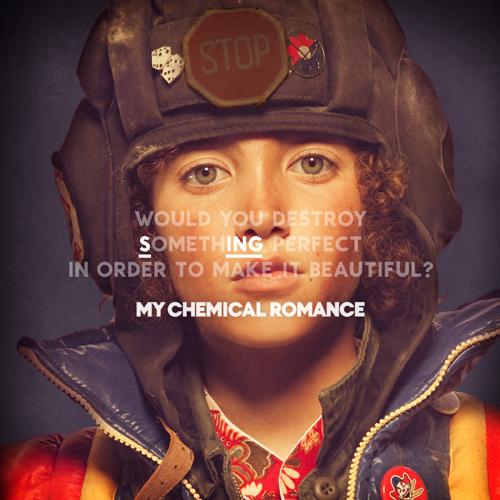 STOP
WOULD YOU DESTROY
SOMETHING PERFECT
IN ORDER TO MAKE IT BEAUTIFUL?
MY CHEMICAL ROMANCE